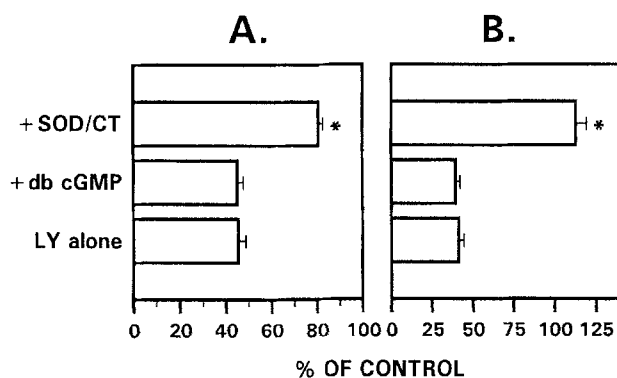 A. B.
+ SOD/CT * *
+ db cGMP
LY alone
0 20 40 60 80 100 0 25 50 75 100 125
% OF CONTROL